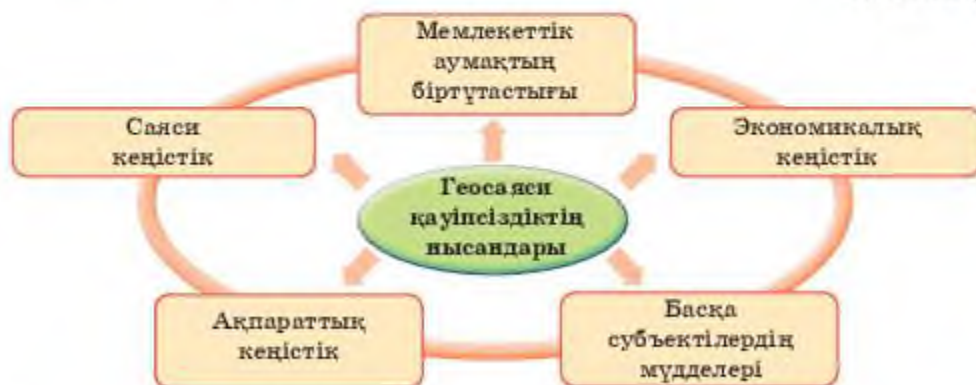 Мемлекеттік
аумақтың
біртұтастығы
Саяси
кеңістік
Экономикалық
кеңістік
Геосаяси
қауіпсіздіктің
нысандары
Ақпараттық
кеңістік
Басқа
субъектілердің
мүдделері